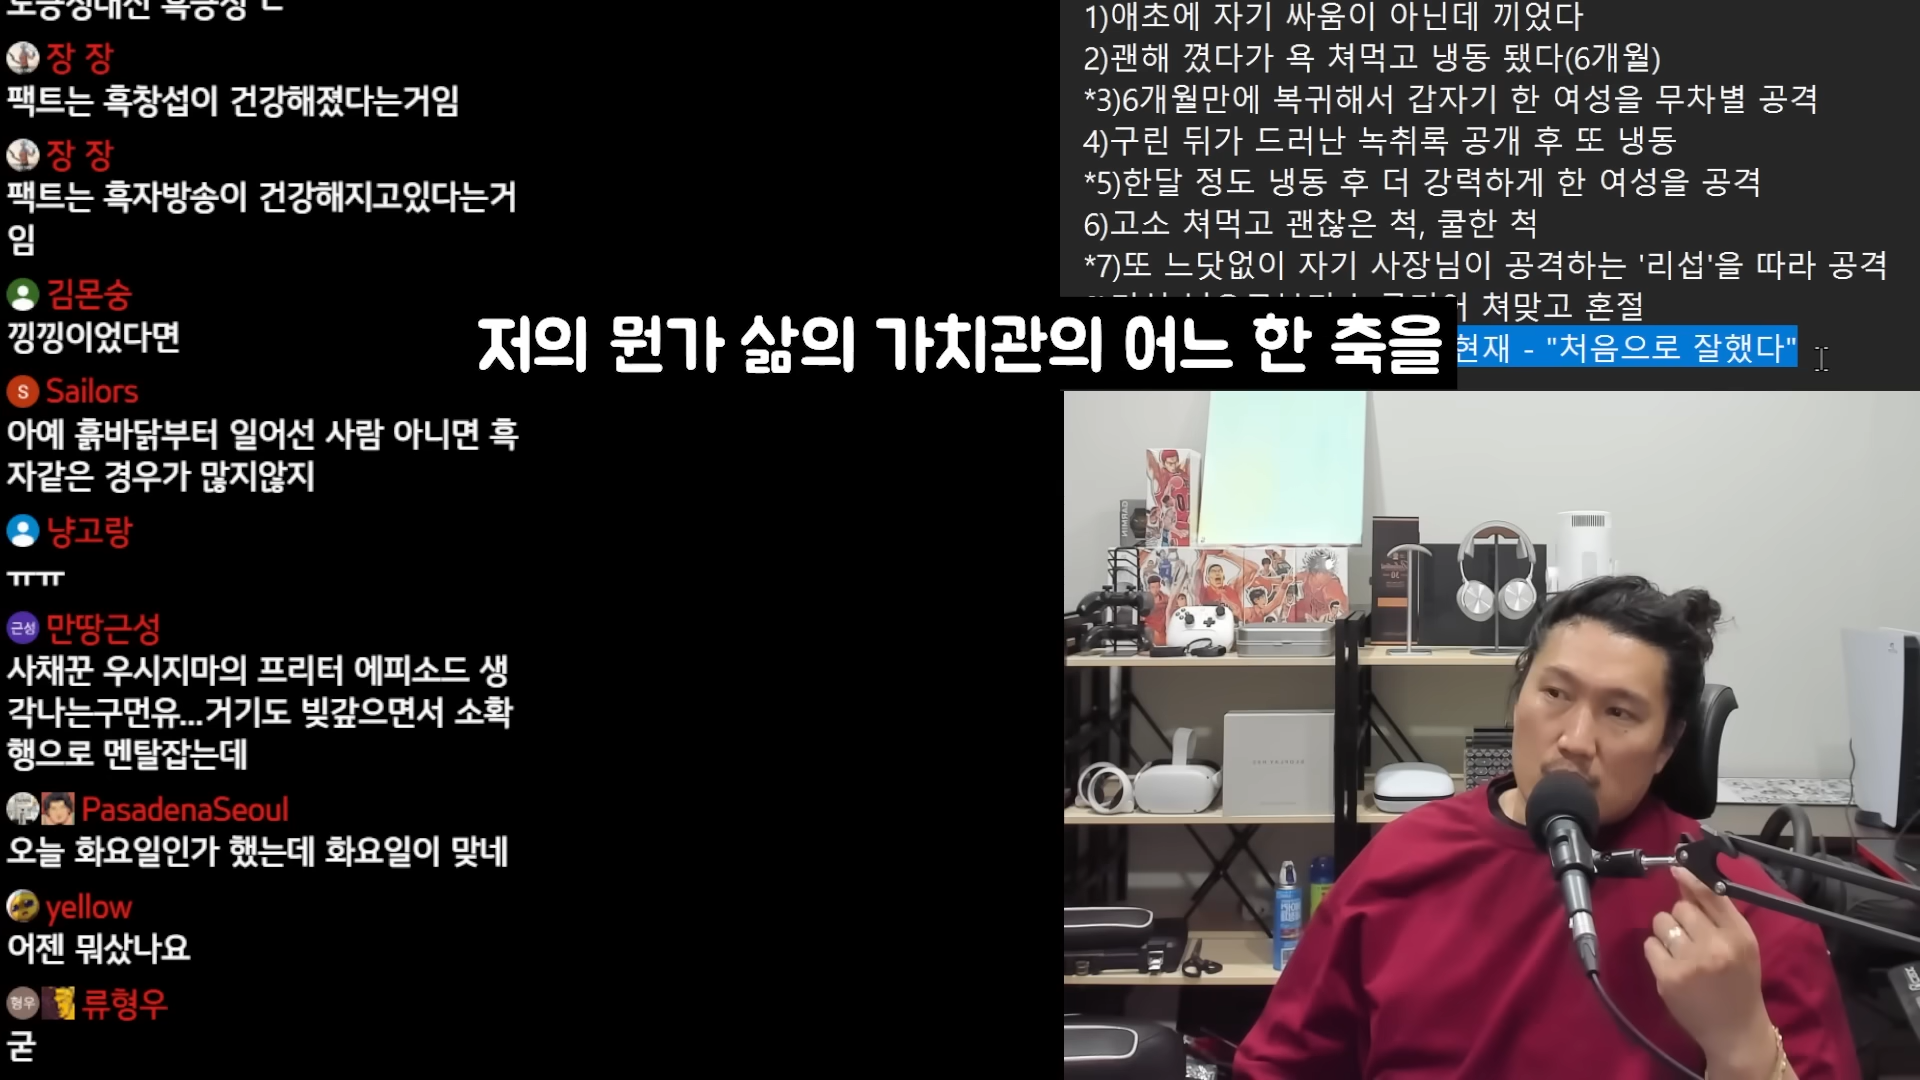 장 장
팩트는 흑창섭이 건강해졌다는거임
장 장
팩트는 흑자방송이 건강해지고있다는거
임
김몬숭
낑낑이었다면
S Sailors
아예 흙바닭부터 일어선 사람 아니면 흑
자같은 경우가 많지않지
냥고랑
ㅠㅠ
근성 만땅근성
사채꾼 우시지마의 프리터 에피소드 생
각나는구먼유...거기도 빚갚으면서 소확
행으로 멘탈잡는데
PasadenaSeoul
오늘 화요일인가 했는데 화요일이 맞네
yellow
어젠 뭐샀나요
형우 류형우
굳
1)애초에 자기 싸움이 아닌데 끼었다
2)괜해 꼈다가 욕 쳐먹고 냉동 됐다(6개월)
*3)6개월만에 복귀해서 갑자기 한 여성을 무차별 공격
4)구린 뒤가 드러난 녹취록 공개 후 또 냉동
*5)한달 정도 냉동 후 더 강력하게 한 여성을 공격
6)고소 쳐먹고 괜찮은 척, 쿨한 척
*7)또 느닷없이 자기 사장님이 공격하는 '리섭'을 따라 공격
쳐맞고 혼절
현재 - "처음으로 잘했다"
저의 뭔가 삶의 가치관의 어느 한 축을